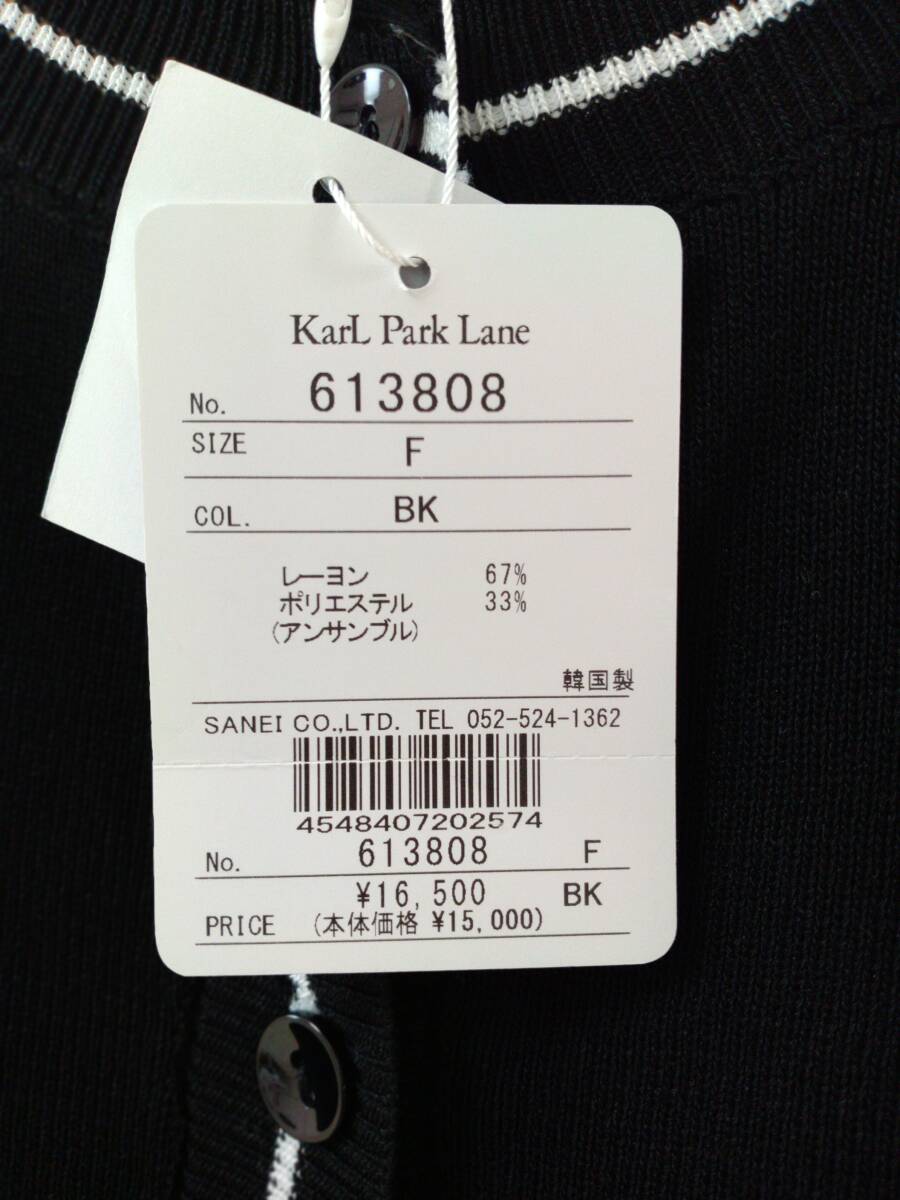 KarL Park Lane
No. 613808
SIZE F
COL. BK
レーヨン 67%
ポリエステル 33%
(アンサンブル)
韓国製
SANEI CO.,LTD. TEL 052-524-1362
4548407202574
No. 613808 F
¥16,500 BK
PRICE (本体価格 ¥15,000)